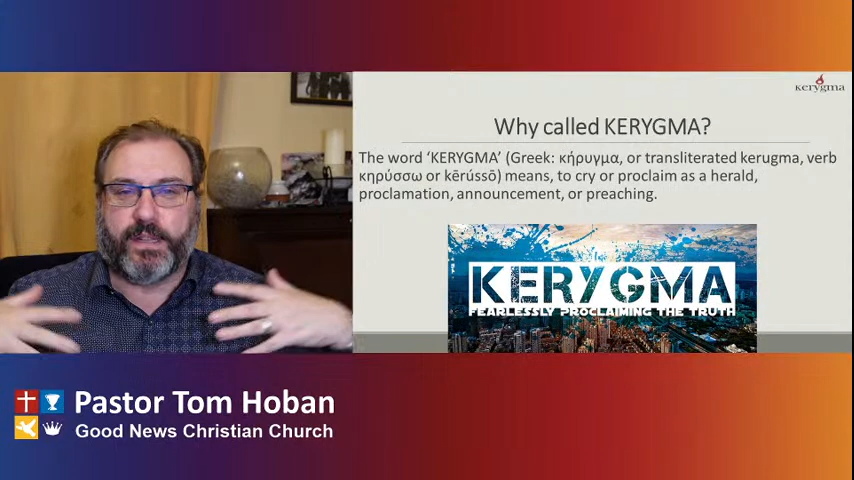 кerygma
Why called KERYGMA?
The word ‘KERYGMA’ (Greek: κήρυγμα, or transliterated kerugma, verb
κηρύσσω or kērússō) means, to cry or proclaim as a herald,
proclamation, announcement, or preaching.
KERYGMA
FEARLESSLY PROCLAIMING THE TRUTH
Pastor Tom Hoban
Good News Christian Church